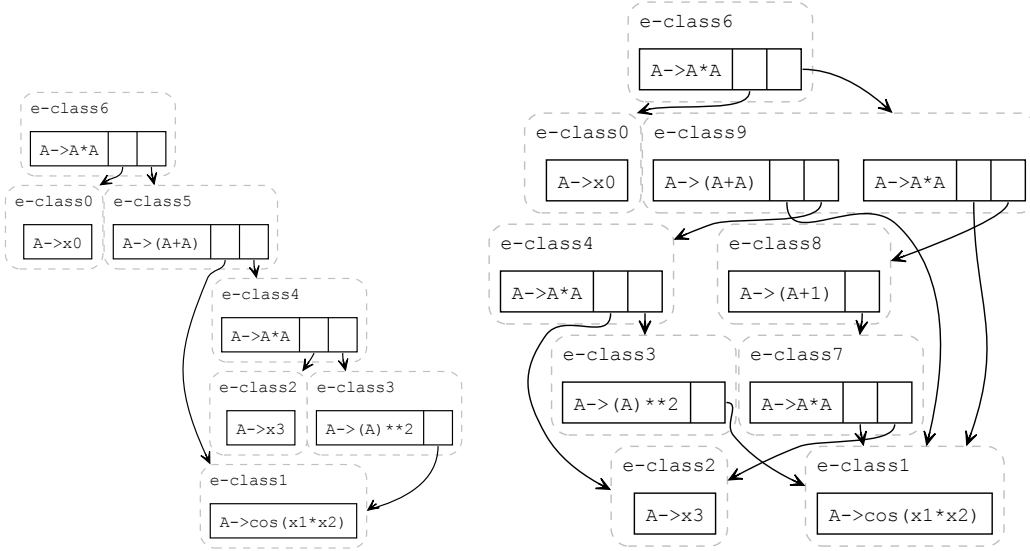 e-class6
A->A*A
e-class0
e-class5
A->x0
A->(A+A)
e-class4
A->A*A
e-class2
e-class3
A->x3
A->(A)**2
e-class1
A->cos(x1*x2)
e-class6
A->A*A
e-class0
e-class9
A->x0
A->(A+A)
A->A*A
e-class4
e-class8
A->A*A
A->(A+1)
e-class3
e-class7
A->(A)**2
A->A*A
e-class2
e-class1
A->x3
A->cos(x1*x2)